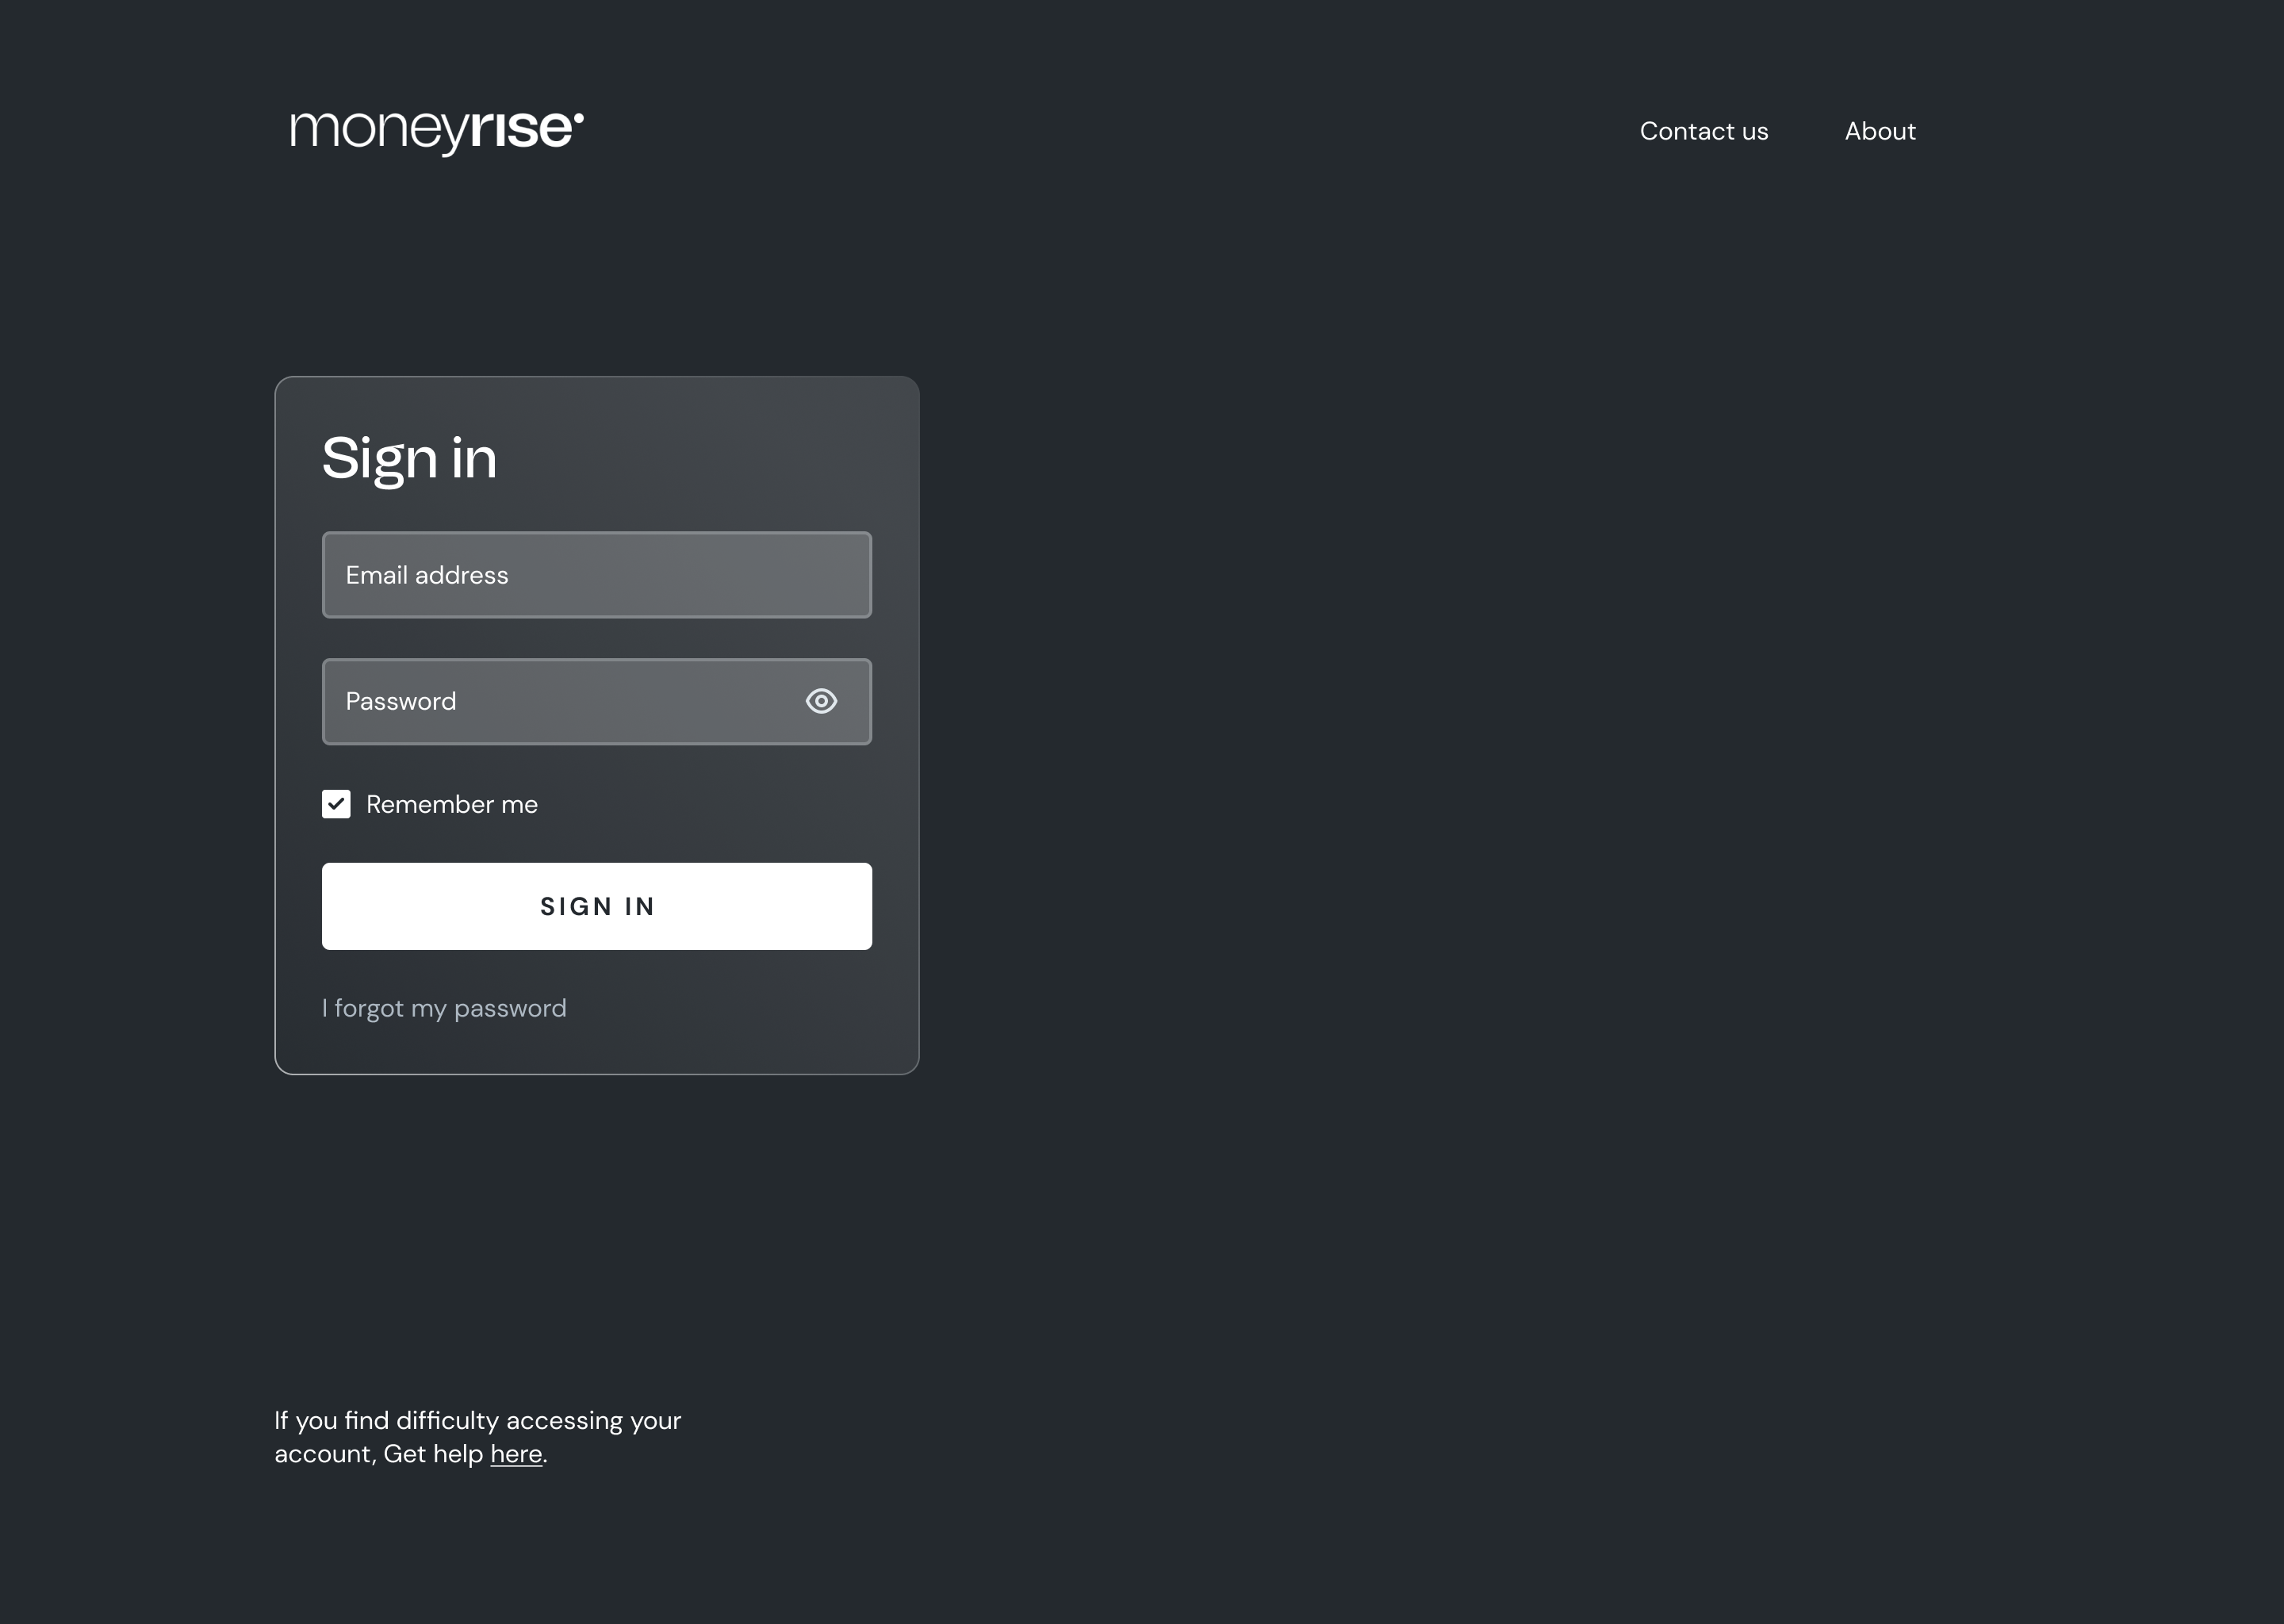 moneyrise
Contact us
About
Sign in
Email address
Password
Remember me
SIGN IN
I forgot my password
If you find difficulty accessing your
account, Get help here.